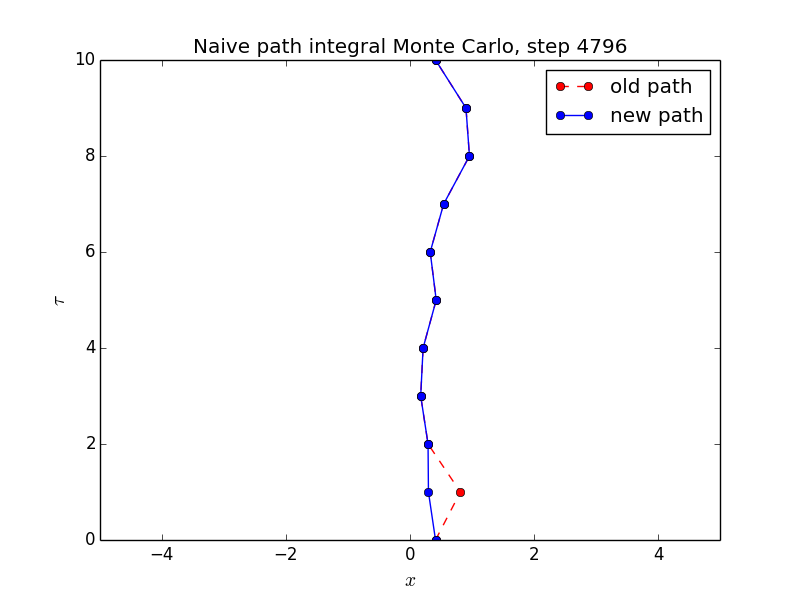 Naive path integral Monte Carlo, step 4796
old path
new path
10
8
6
4
2
0
τ
−4
−2
0
2
4
x